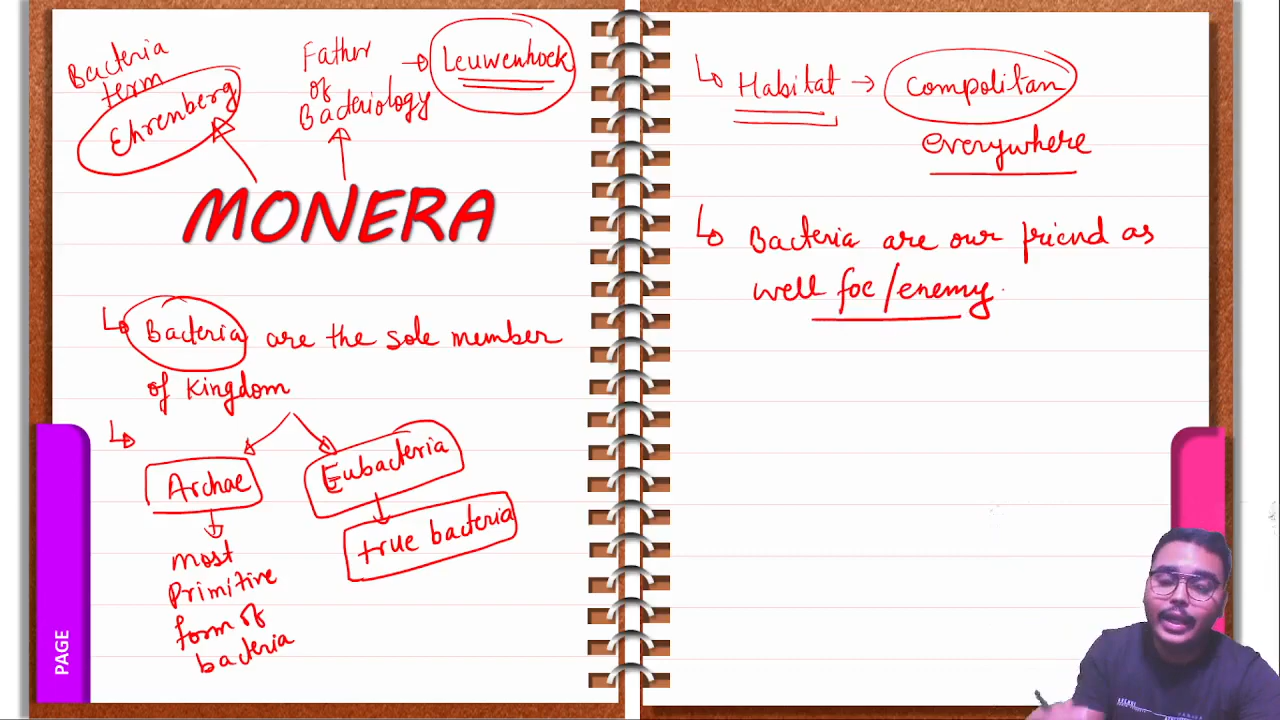 Bacteria
term
Ehrenberg
Father
of
Bacteriology
Leuwenhoek
MONERA
Bacteria are the sole member
of Kingdom
Archae
most
Primitive
form of
bacteria
Eubacteria
true bacteria
PAGE
Habitat → Compolitan
everywhere
Bacteria are our friend as
well foe/enemy.